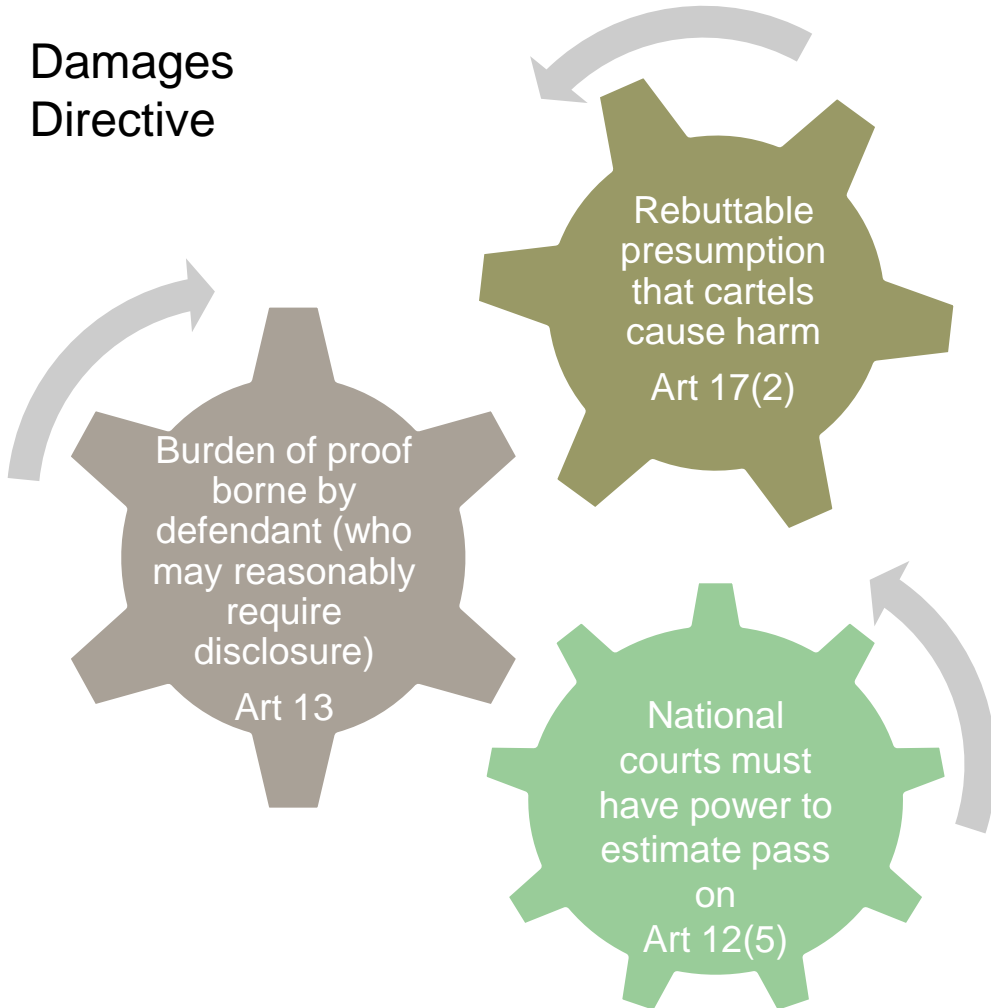 Damages
Directive
Rebuttable
presumption
that cartels
cause harm
Art 17(2)
Burden of proof
borne by
defendant (who
may reasonably
require
disclosure)
Art 13
National
courts must
have power to
estimate pass
on
Art 12(5)